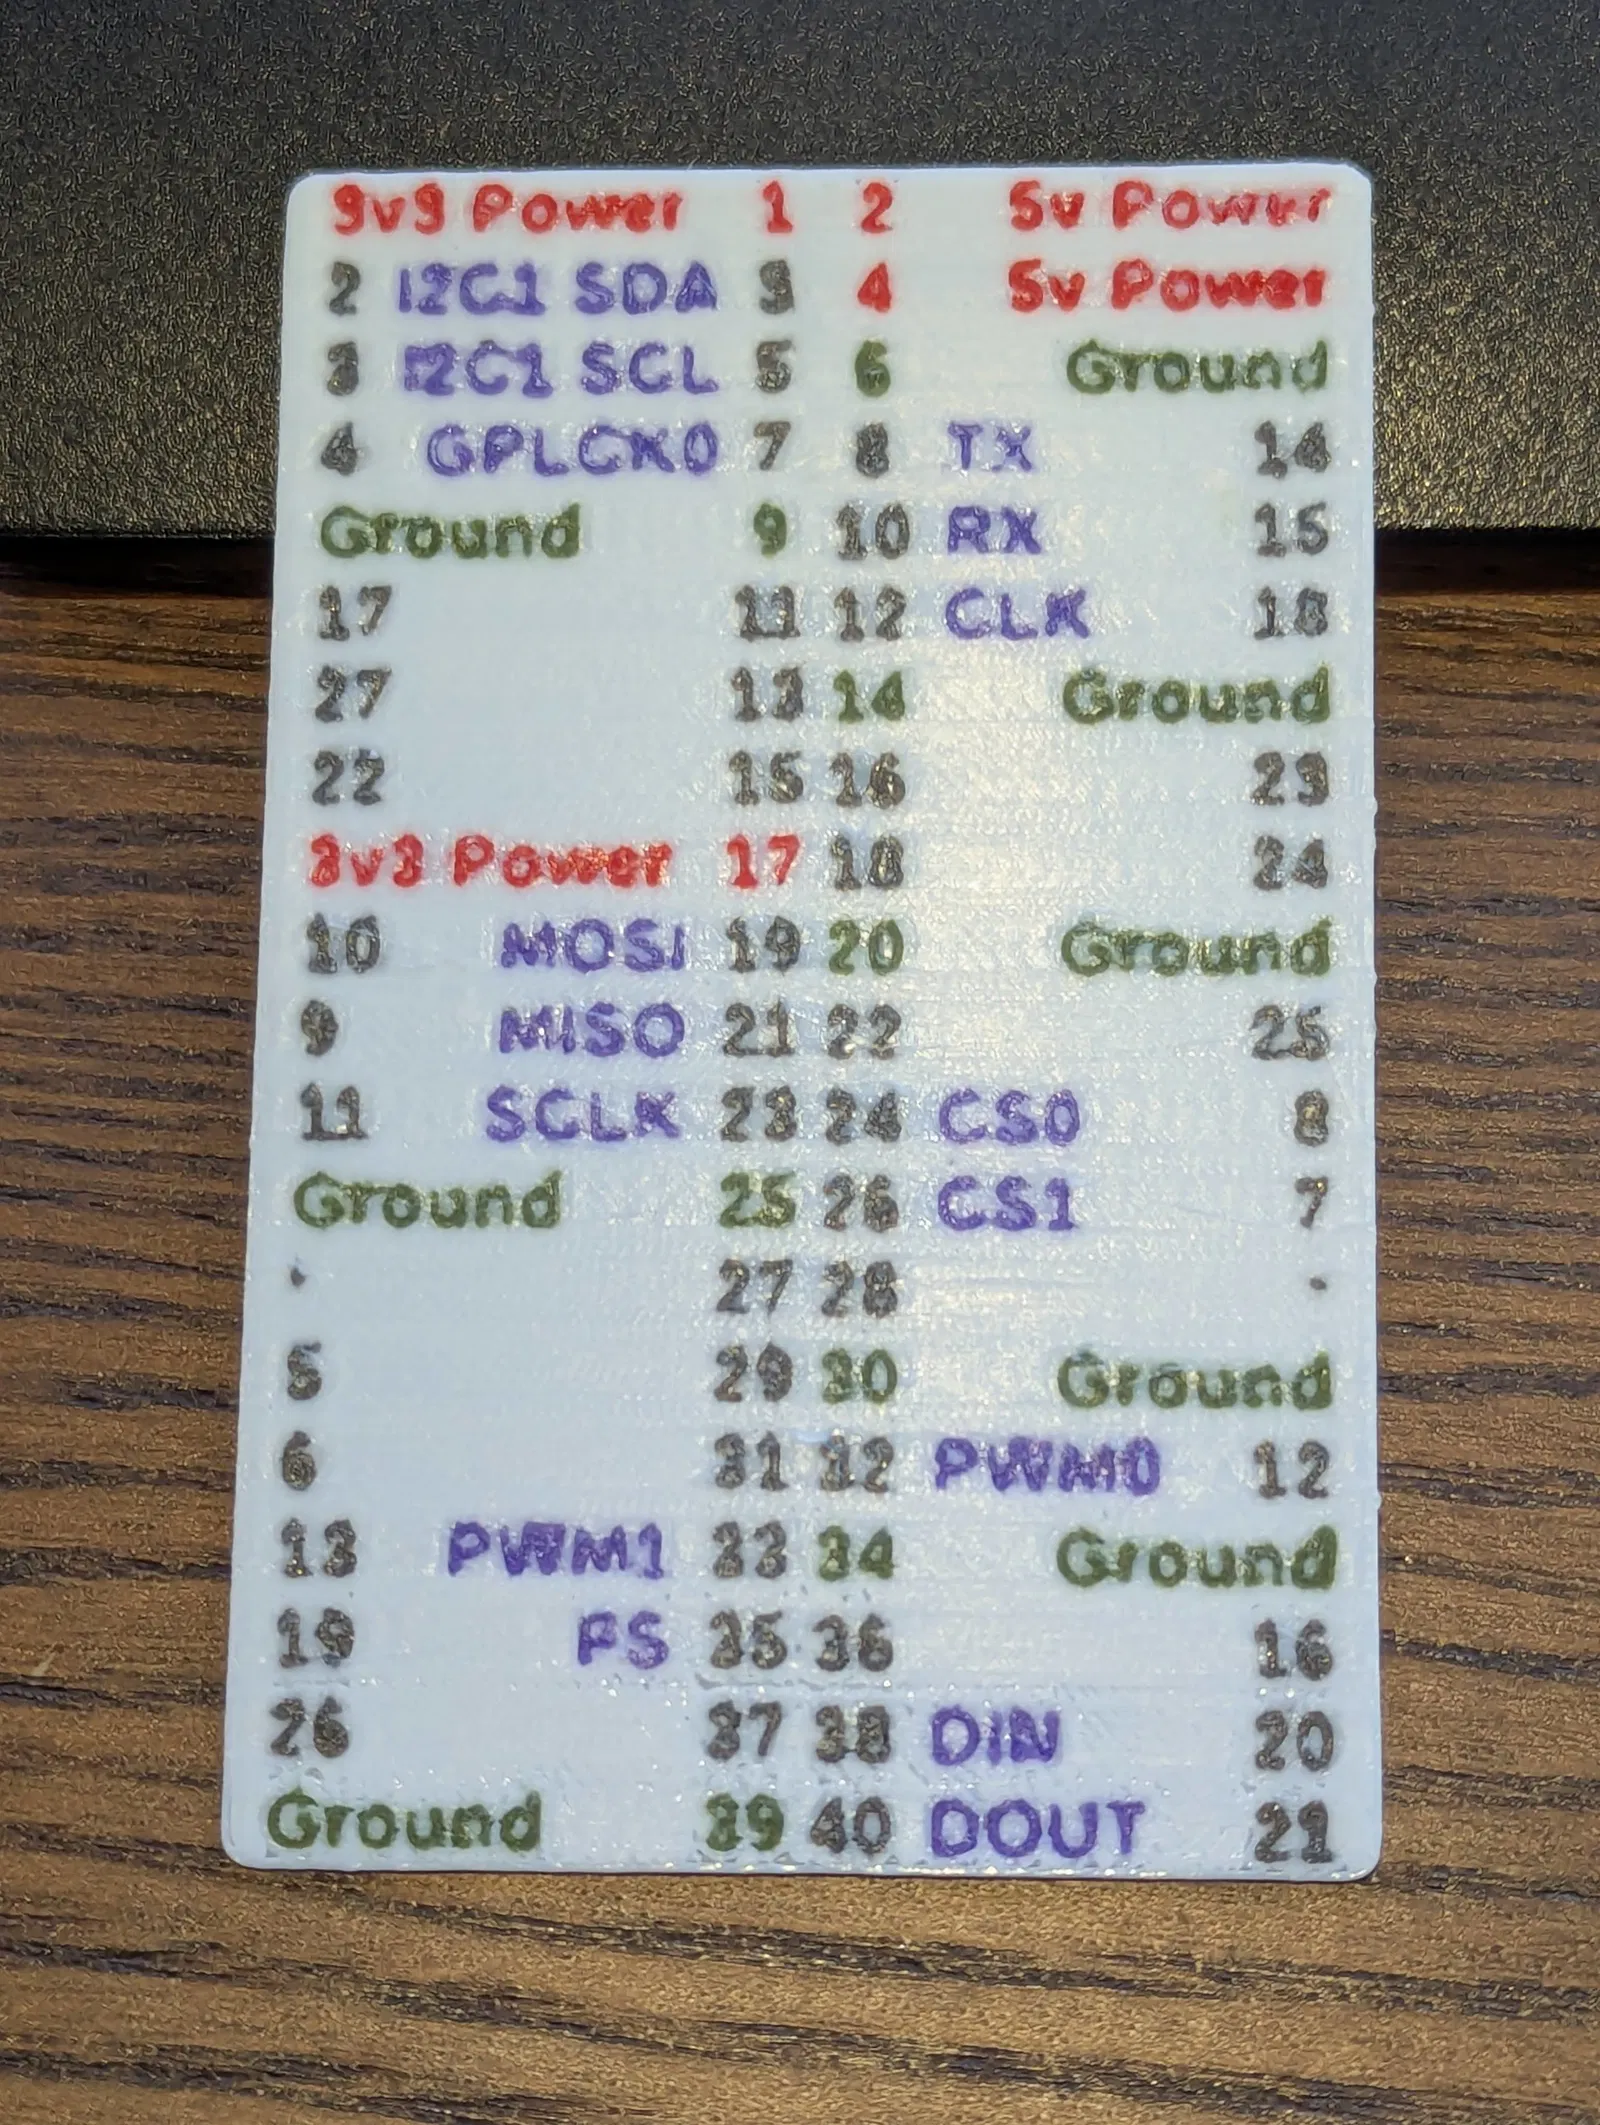 3v3 Power 1 2 5v Power
2 I2C1 SDA 3 4 5v Power
3 I2C1 SCL 5 6 Ground
4 GPLCK0 7 8 TX 14
Ground 9 10 RX 15
17 11 12 CLK 18
27 13 14 Ground
22 15 16 23
3v3 Power 17 18 24
10 MOSI 19 20 Ground
9 MISO 21 22 25
11 SCLK 23 24 CS0 8
Ground 25 26 CS1 7
· 27 28 ·
5 29 30 Ground
6 31 32 PWM0 12
13 PWM1 33 34 Ground
19 FS 35 36 16
26 37 38 DIN 20
Ground 39 40 DOUT 21